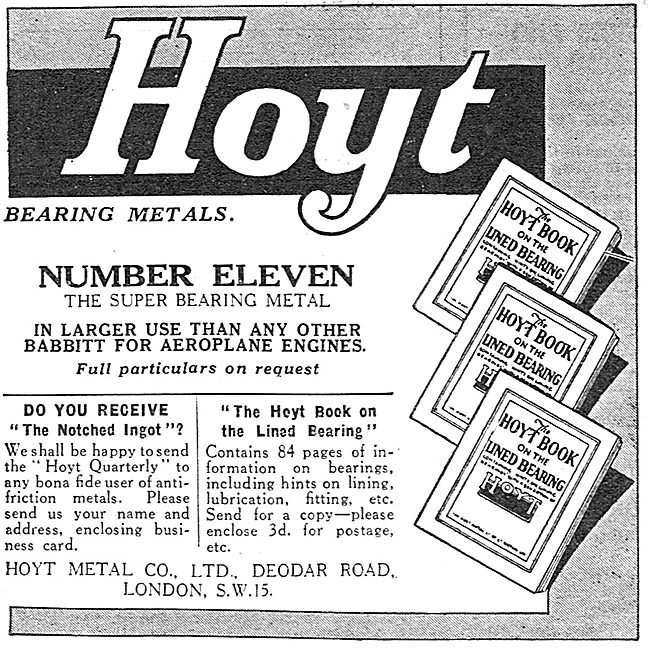 Hoyt
BEARING METALS.
NUMBER ELEVEN
THE SUPER BEARING METAL
IN LARGER USE THAN ANY OTHER
BABBITT FOR AEROPLANE ENGINES.
Full particulars on request
DO YOU RECEIVE
"The Notched Ingot"?
We shall be happy to send
the "Hoyt Quarterly" to
any bona fide user of anti-
friction metals. Please
send us your name and
address, enclosing busi-
ness card.
"The Hoyt Book on
the Lined Bearing"
Contains 84 pages of in-
formation on bearings,
including hints on lining,
lubrication, fitting, etc.
Send for a copy—please
enclose 3d. for postage,
etc.
HOYT METAL CO., LTD., DEODAR ROAD,
LONDON, S.W.15.
The
HOYT BOOK
ON THE
LINED BEARING
The
HOYT BOOK
ON THE
LINED BEARING
The
HOYT BOOK
ON THE
LINED BEARING
HOYT